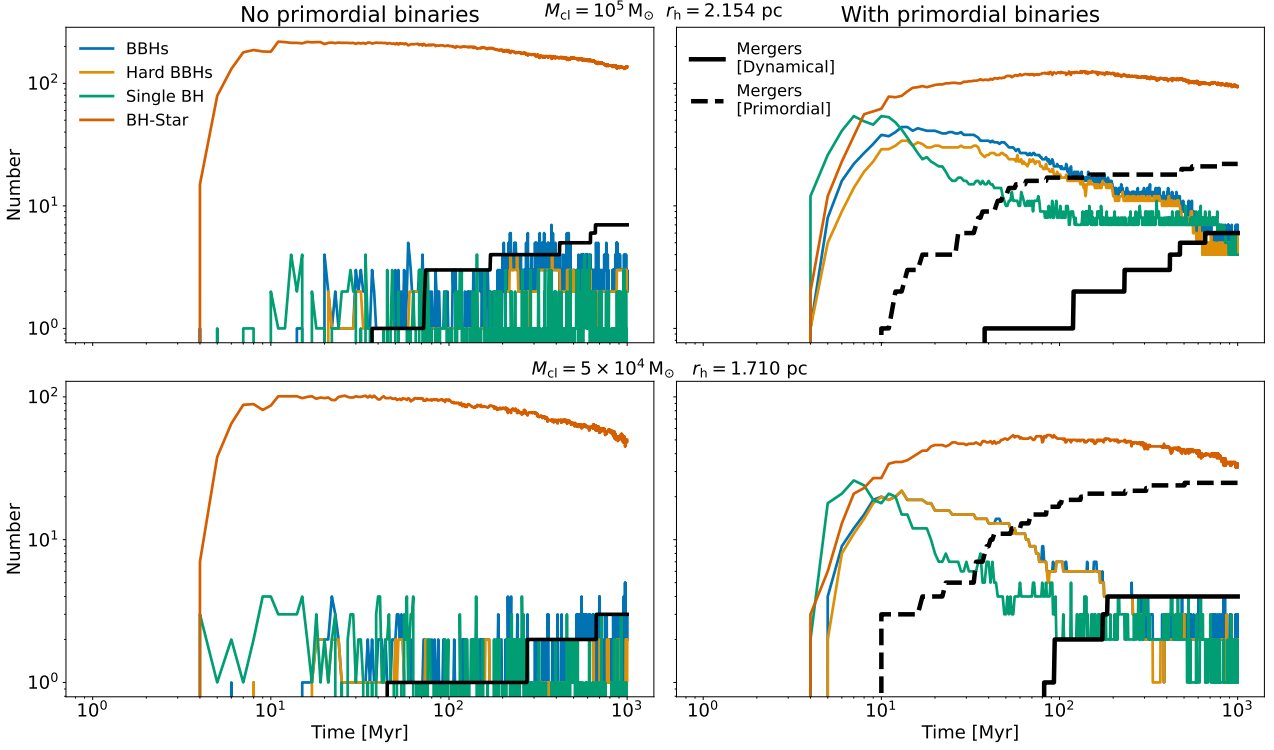 No primordial binaries
M_cl = 10^5 M_⊙ r_h = 2.154 pc
With primordial binaries
BBHs
Hard BBHs
Single BH
BH-Star
Mergers
[Dynamical]
Mergers
[Primordial]
Number
10^2
10^1
10^0
M_cl = 5 × 10^4 M_⊙ r_h = 1.710 pc
Number
10^2
10^1
10^0
10^0 10^1 10^2 10^3
10^0 10^1 10^2 10^3
Time [Myr]
Time [Myr]